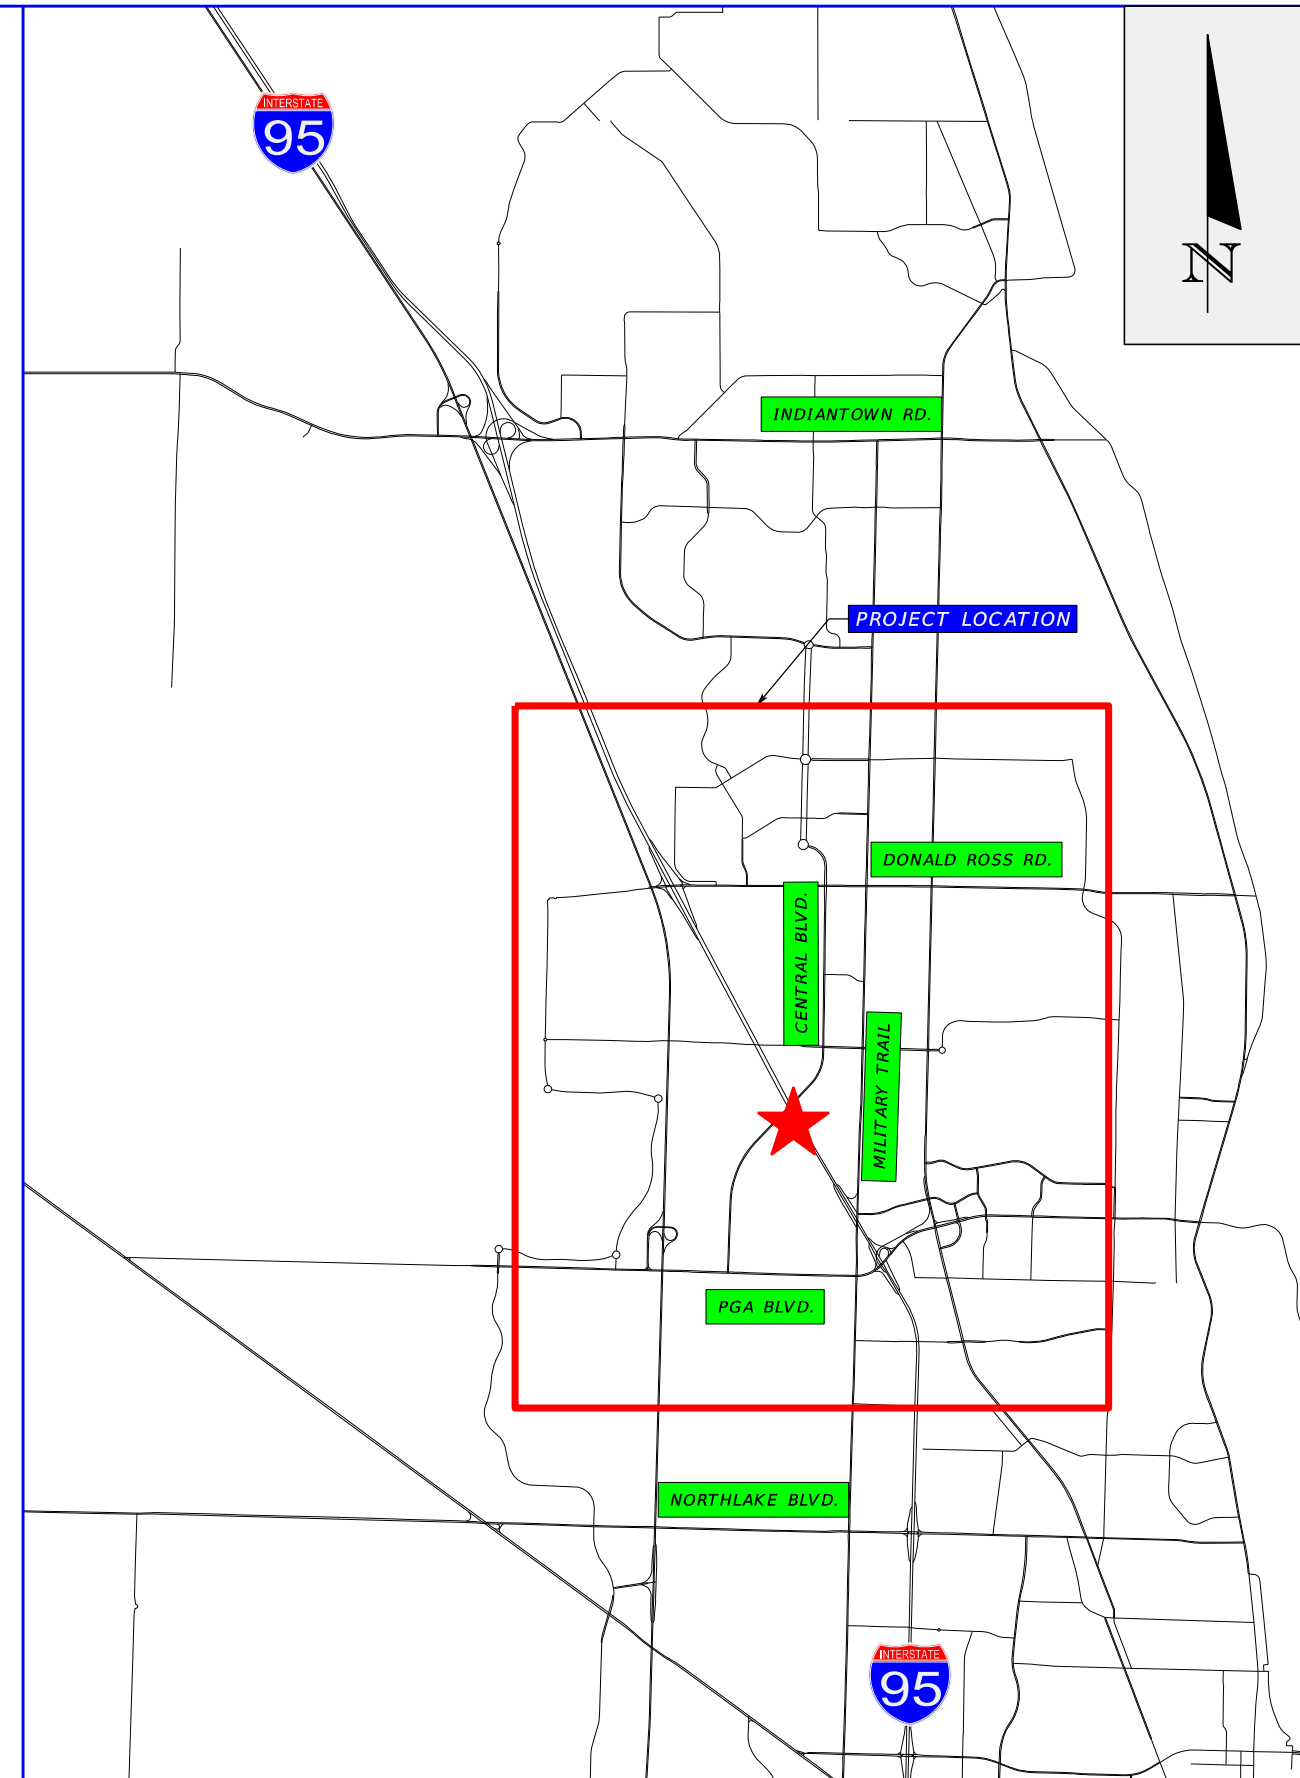 INTERSTATE
95
N
INDIANTOWN RD.
PROJECT LOCATION
DONALD ROSS RD.
CENTRAL BLVD.
MILITARY TRAIL
PGA BLVD.
NORTHLAKE BLVD.
INTERSTATE
95